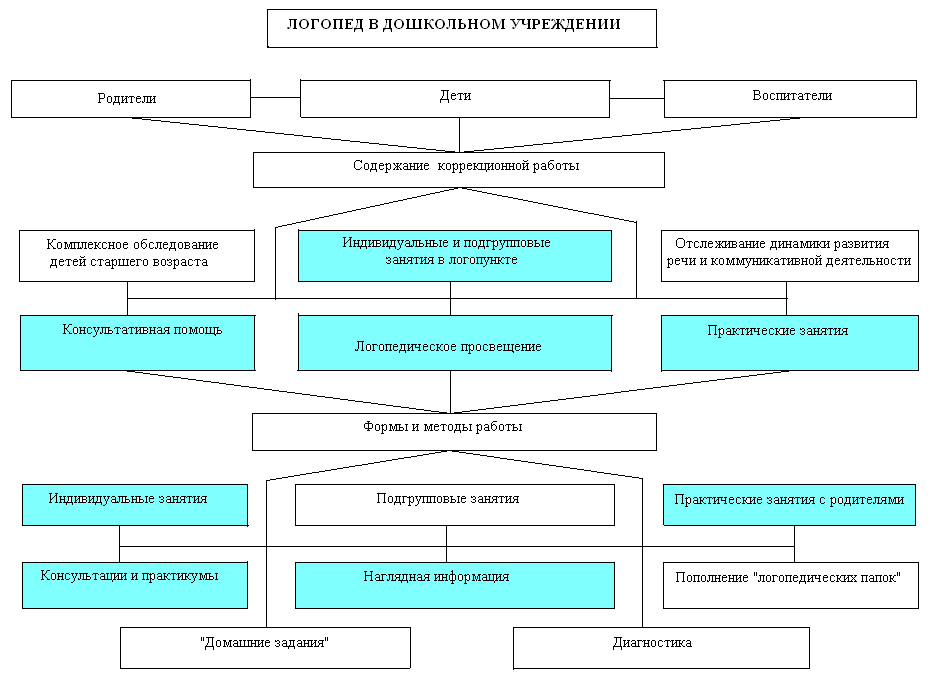 ЛОГОПЕД В ДОШКОЛЬНОМ УЧРЕЖДЕНИИ
Родители
Дети
Воспитатели
Содержание коррекционной работы
Комплексное обследование
детей старшего возраста
Индивидуальные и подгрупповые
занятия в логопункте
Отслеживание динамики развития
речи и коммуникативной деятельности
Консультативная помощь
Логопедическое просвещение
Практические занятия
Формы и методы работы
Индивидуальные занятия
Подгрупповые занятия
Практические занятия с родителями
Консультации и практикумы
Наглядная информация
Пополнение "логопедических папок"
"Домашние задания"
Диагностика